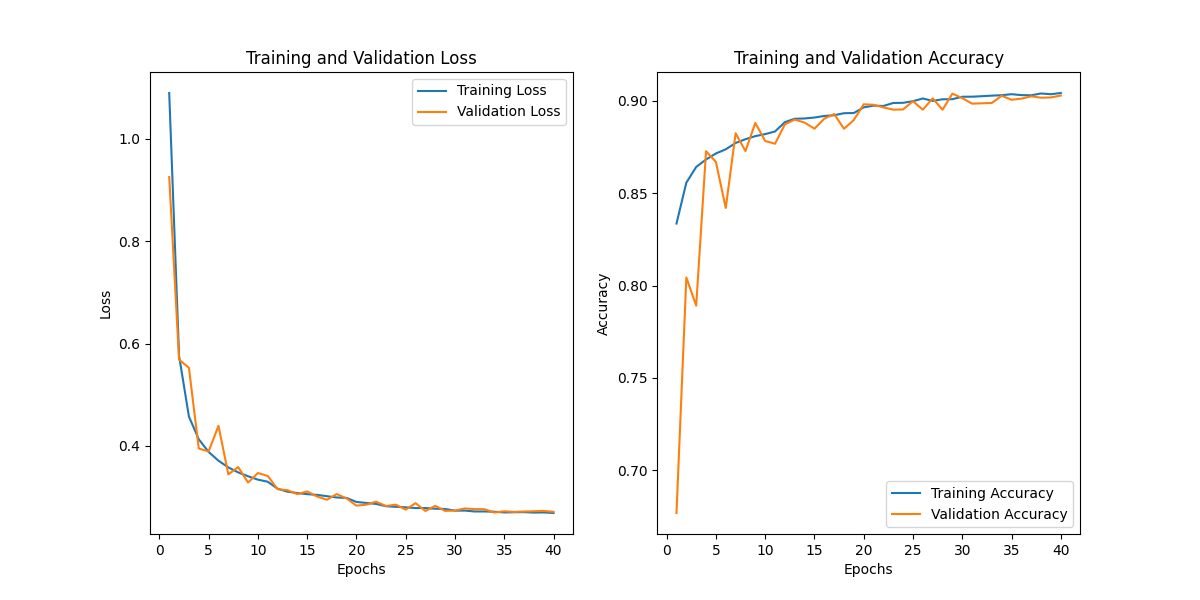 Training and Validation Loss
Training Loss
Validation Loss
1.0
0.8
0.6
0.4
Loss
0 5 10 15 20 25 30 35 40
Epochs
Training and Validation Accuracy
0.90
0.85
0.80
0.75
0.70
Accuracy
Training Accuracy
Validation Accuracy
0 5 10 15 20 25 30 35 40
Epochs